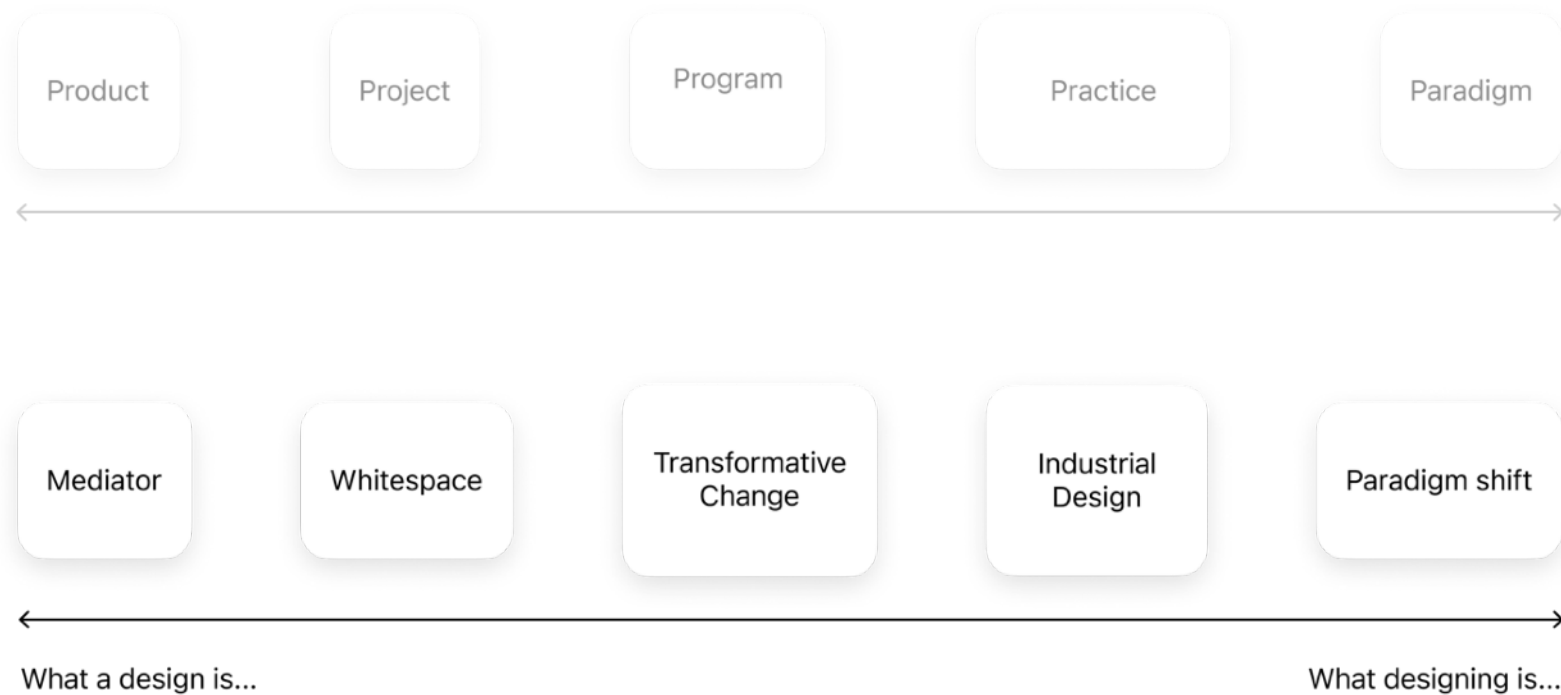 Product
Project
Program
Practice
Paradigm
Mediator
Whitespace
Transformative
Change
Industrial
Design
Paradigm shift
What a design is...
What designing is...